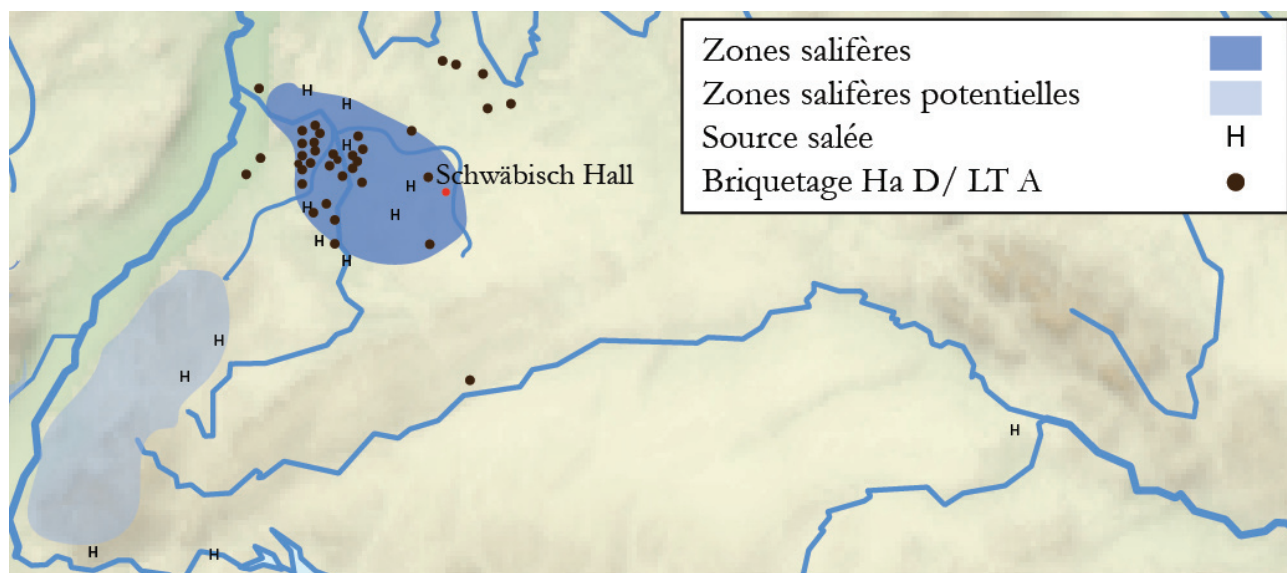 Zones salifères
Zones salifères potentielles
Source salée H
Briquetage Ha D/ LT A
H
H
H
Schwäbisch Hall
H
H
H
H
H
H
H
H
H
H